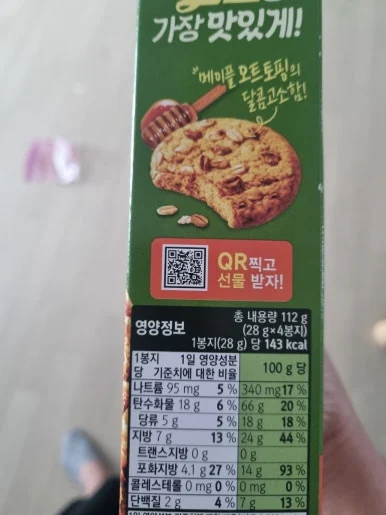 가장 맛있게!
"메이플 오트토핑의
달콤고소함!
QR찍고
선물 받자!
영양정보
총 내용량 112 g
(28 g×4봉지)
1봉지(28 g) 당 143 kcal
1봉지 당 1일 영양성분 기준치에 대한 비율 100 g 당
나트륨 95 mg 5 % 340 mg 17 %
탄수화물 18 g 6 % 66 g 20 %
당류 5 g 5 % 18 g 18 %
지방 7 g 13 % 24 g 44 %
트랜스지방 0 g 0 g
포화지방 4.1 g 27 % 14 g 93 %
콜레스테롤 0 mg 0 % 0 mg 0 %
단백질 2 g 4 % 7 g 13 %